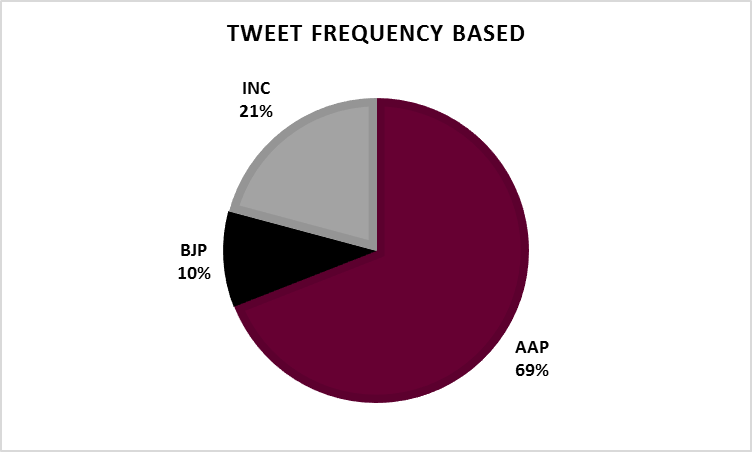 TWEET FREQUENCY BASED
INC
21%
BJP
10%
AAP
69%